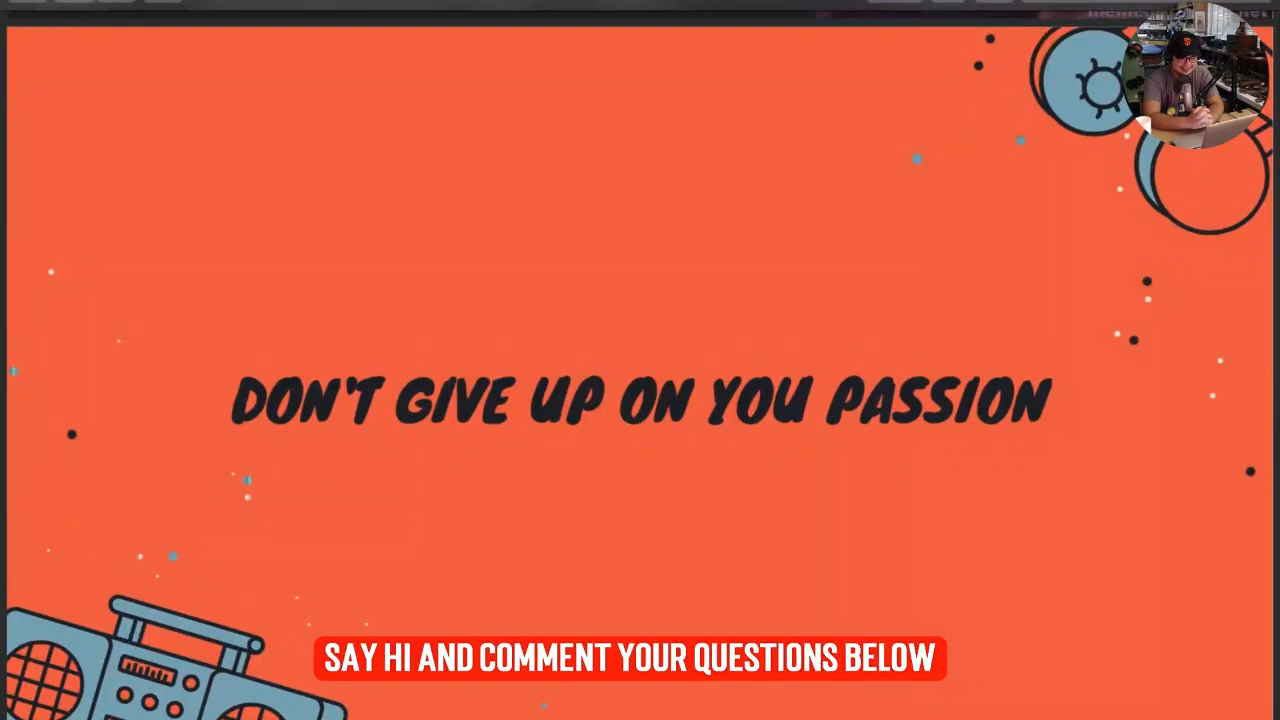 DON'T GIVE UP ON YOU PASSION
SAY HI AND COMMENT YOUR QUESTIONS BELOW